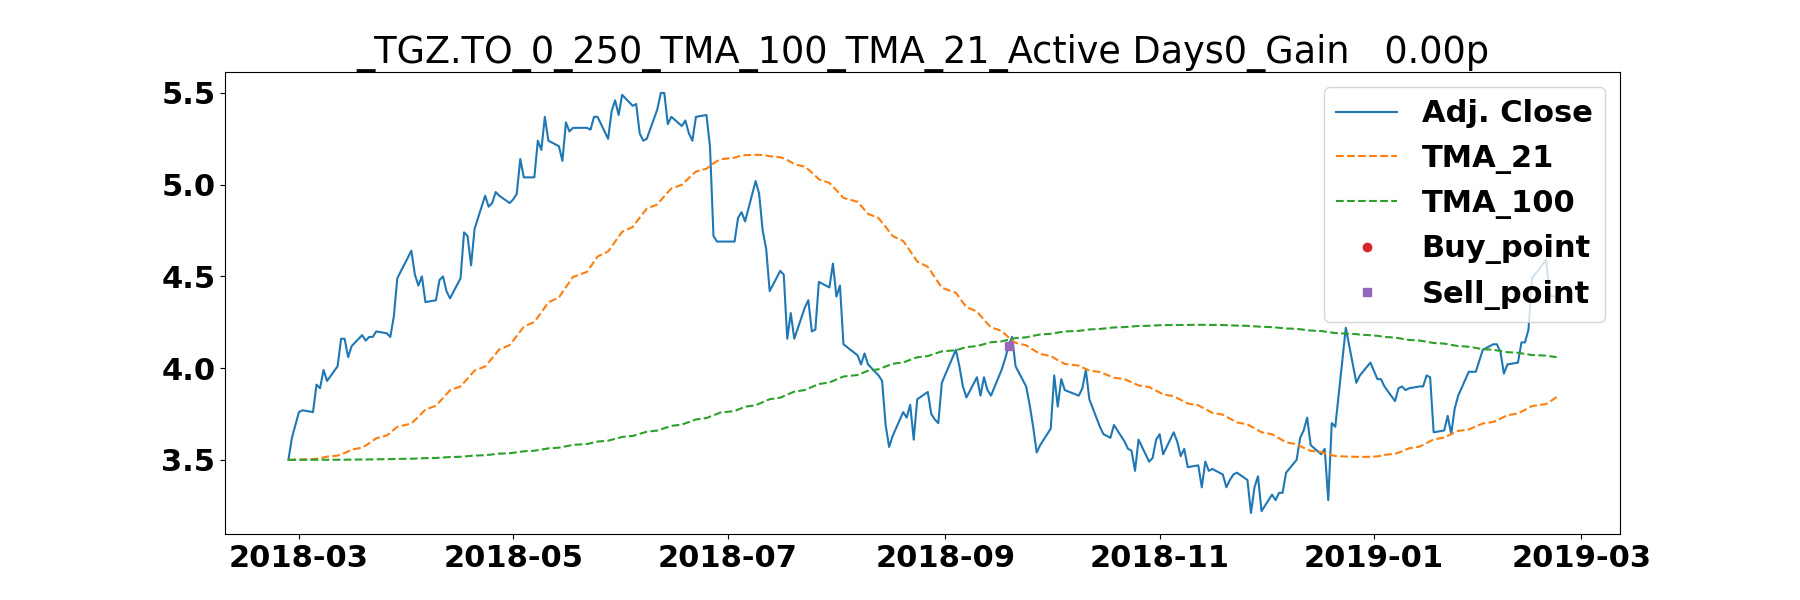 _TGZ.TO_0_250_TMA_100_TMA_21_Active Days0_Gain   0.00p
5.5
5.0
4.5
4.0
3.5
Adj. Close
TMA_21
TMA_100
Buy_point
Sell_point
2018-03 2018-05 2018-07 2018-09 2018-11 2019-01 2019-03